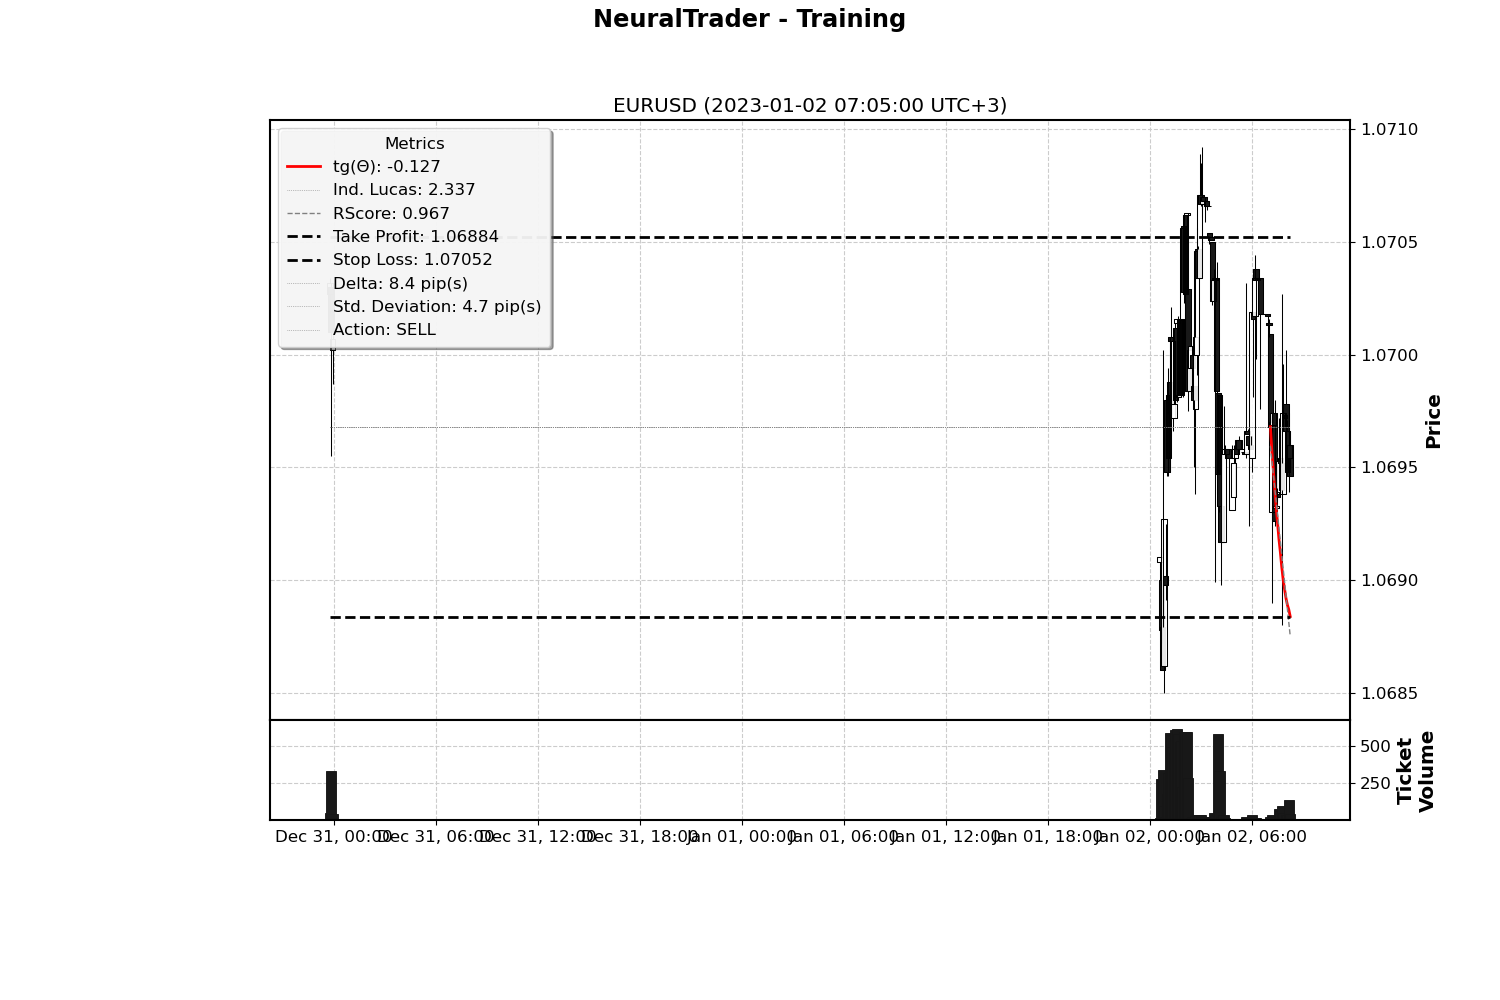 NeuralTrader - Training
EURUSD (2023-01-02 07:05:00 UTC+3)
Metrics
tg(Θ): -0.127
Ind. Lucas: 2.337
RScore: 0.967
Take Profit: 1.06884
Stop Loss: 1.07052
Delta: 8.4 pip(s)
Std. Deviation: 4.7 pip(s)
Action: SELL
1.0710
1.0705
1.0700
1.0695
1.0690
1.0685
Price
500
250
Ticket
Volume
Dec 31, 00:00
Dec 31, 06:00
Dec 31, 12:00
Dec 31, 18:00
Jan 01, 00:00
Jan 01, 06:00
Jan 01, 12:00
Jan 01, 18:00
Jan 02, 00:00
Jan 02, 06:00